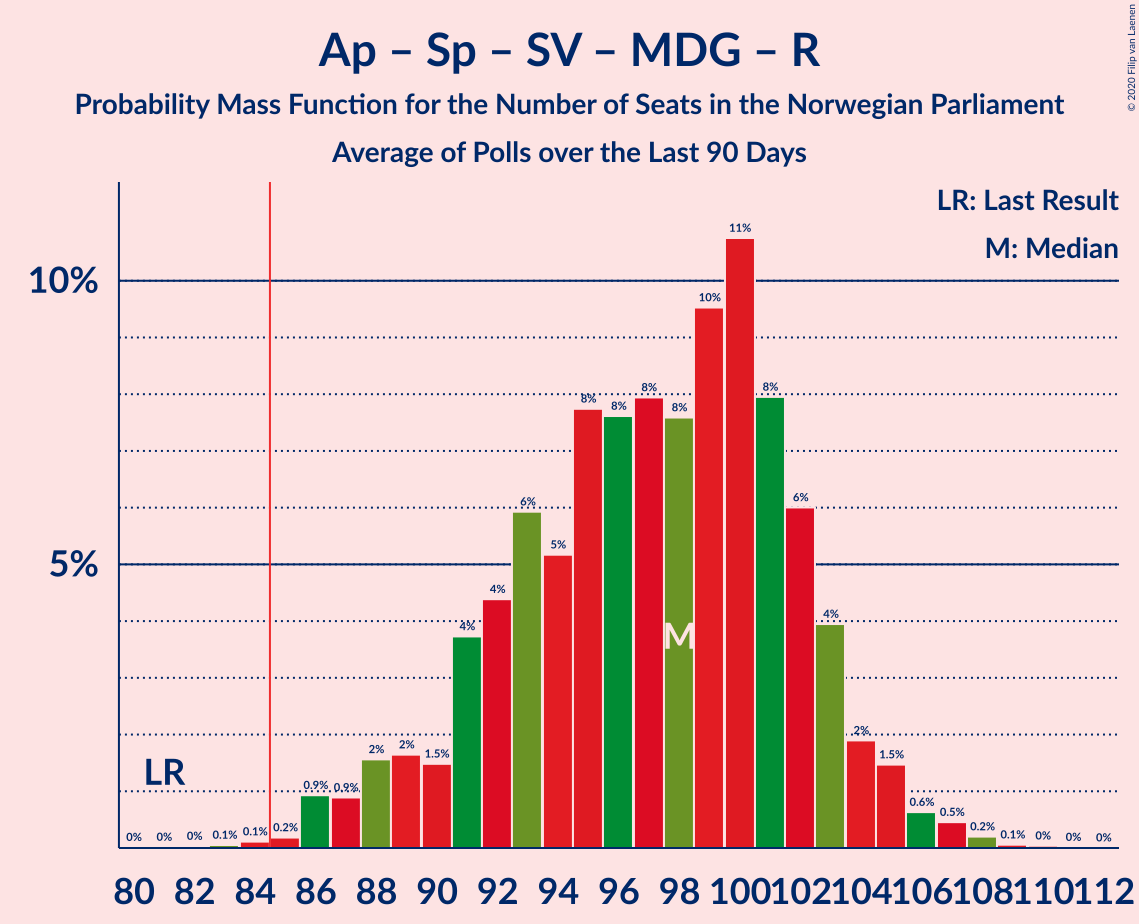 Ap – Sp – SV – MDG – R
Probability Mass Function for the Number of Seats in the Norwegian Parliament
Average of Polls over the Last 90 Days
© 2020 Filip van Laenen
LR: Last Result
M: Median
10%
5%
LR
M
0% 0% 0% 0.1% 0.1% 0.2% 0.9% 0.9% 2% 2% 1.5% 4% 4% 6% 5% 8% 8% 8% 8% 10% 11% 8% 6% 4% 2% 1.5% 0.6% 0.5% 0.2% 0.1% 0% 0% 0%
80 82 84 86 88 90 92 94 96 98 100 102 104 106 108 110 112